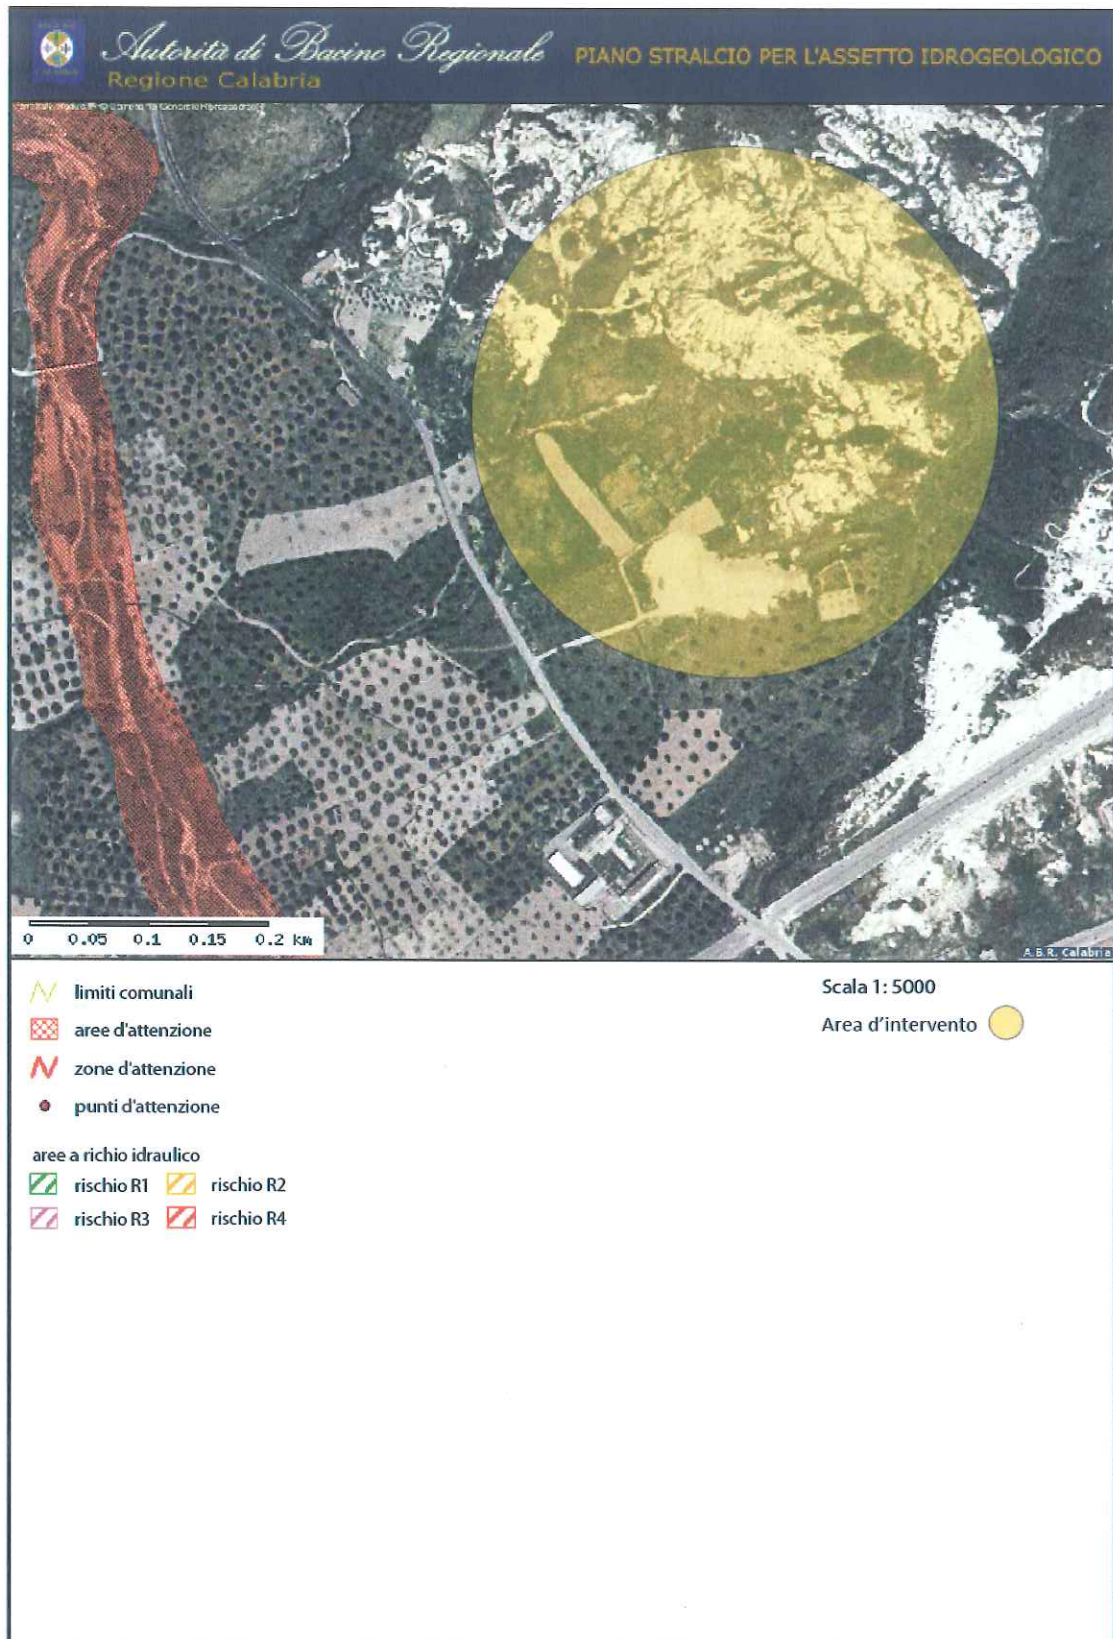 Autorità di Bacino Regionale
Regione Calabria
PIANO STRALCIO PER L'ASSETTO IDROGEOLOGICO
0 0.05 0.1 0.15 0.2 km
A.B.R. Calabria
limiti comunali
aree d'attenzione
zone d'attenzione
punti d'attenzione
aree a richio idraulico
rischio R1 rischio R2
rischio R3 rischio R4
Scala 1: 5000
Area d'intervento